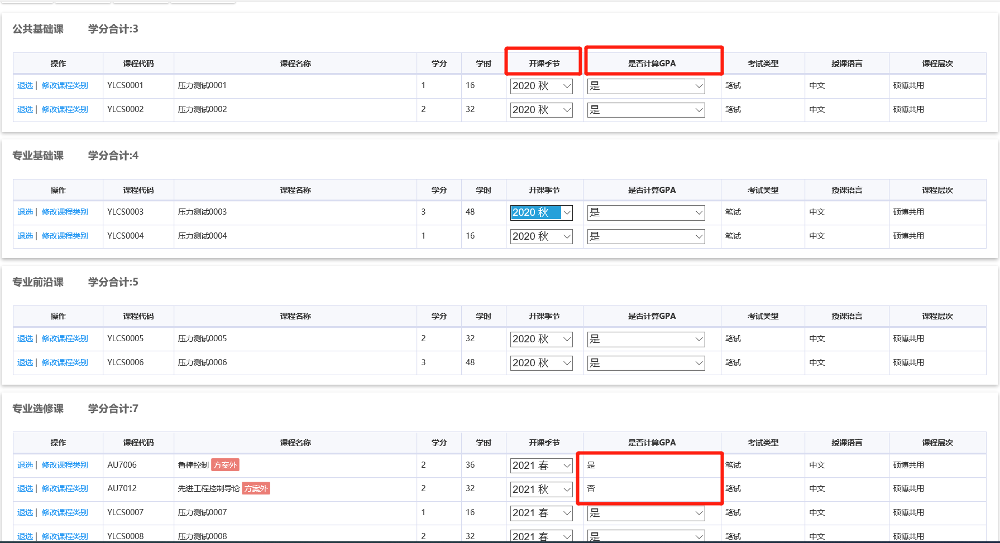 公共基础课 学分合计:3
操作 课程代码 课程名称 学分 学时 开课季节 是否计算GPA 考试类型 授课语言 课程层次
退选 | 修改课程类别 YLCS0001 压力测试0001 1 16 2020 秋 是 笔试 中文 硕博共用
退选 | 修改课程类别 YLCS0002 压力测试0002 2 32 2020 秋 是 笔试 中文 硕博共用
专业基础课 学分合计:4
操作 课程代码 课程名称 学分 学时 开课季节 是否计算GPA 考试类型 授课语言 课程层次
退选 | 修改课程类别 YLCS0003 压力测试0003 3 48 2020 秋 是 笔试 中文 硕博共用
退选 | 修改课程类别 YLCS0004 压力测试0004 1 16 2020 秋 是 笔试 中文 硕博共用
专业前沿课 学分合计:5
操作 课程代码 课程名称 学分 学时 开课季节 是否计算GPA 考试类型 授课语言 课程层次
退选 | 修改课程类别 YLCS0005 压力测试0005 2 32 2020 秋 是 笔试 中文 硕博共用
退选 | 修改课程类别 YLCS0006 压力测试0006 3 48 2020 秋 是 笔试 中文 硕博共用
专业选修课 学分合计:7
操作 课程代码 课程名称 学分 学时 开课季节 是否计算GPA 考试类型 授课语言 课程层次
退选 | 修改课程类别 AU7006 鲁棒控制 方案外 2 36 2021 春 是 笔试 中文 硕博共用
退选 | 修改课程类别 AU7012 先进工程控制导论 方案外 2 32 2021 秋 否 笔试 中文 硕博共用
退选 | 修改课程类别 YLCS0007 压力测试0007 1 16 2021 春 是 笔试 中文 硕博共用
退选 | 修改课程类别 YLCS0008 压力测试0008 2 32 2021 春 是 笔试 中文 硕博共用